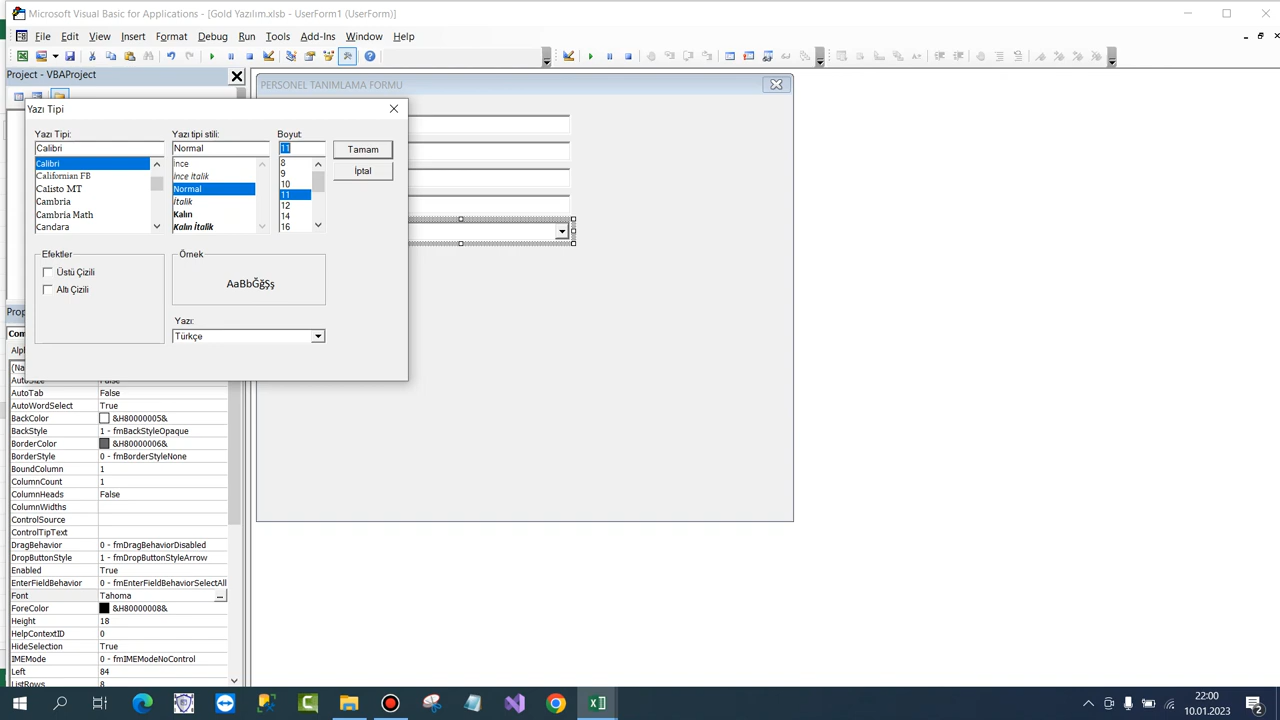 Microsoft Visual Basic for Applications - [Gold Yazılım.xlsb - UserForm1 (UserForm)]
File Edit View Insert Format Debug Run Tools Add-Ins Window Help
Project - VBAProject
PERSONEL TANIMLAMA FORMU
Yazı Tipi
Yazı Tipi: Yazı tipi stili: Boyut:
Calibri Normal 11 Tamam
Calibri İnce 8 İptal
Californian FB İnce İtalik 9
Calisto MT Normal 10
Cambria İtalik 11
Cambria Math Kalın 12
Candara Kalın İtalik 14
16
Efektler Örnek
Üstü Çizili
Altı Çizili
AaBbĞğŞş
Yazı:
Türkçe
AutoSize False
AutoTab False
AutoWordSelect True
BackColor &H80000005&
BackStyle 1 - fmBackStyleOpaque
BorderColor &H80000006&
BorderStyle 0 - fmBorderStyleNone
BoundColumn 1
ColumnCount 1
ColumnHeads False
ColumnWidths
ControlSource
ControlTipText
DragBehavior 0 - fmDragBehaviorDisabled
DropButtonStyle 1 - fmDropButtonStyleArrow
Enabled True
EnterFieldBehavior 0 - fmEnterFieldBehaviorSelectAll
Font Tahoma ...
ForeColor &H80000008&
Height 18
HelpContextID 0
HideSelection True
IMEMode 0 - fmIMEModeNoControl
Left 84
ListRows 8
22:00
10.01.2023
2